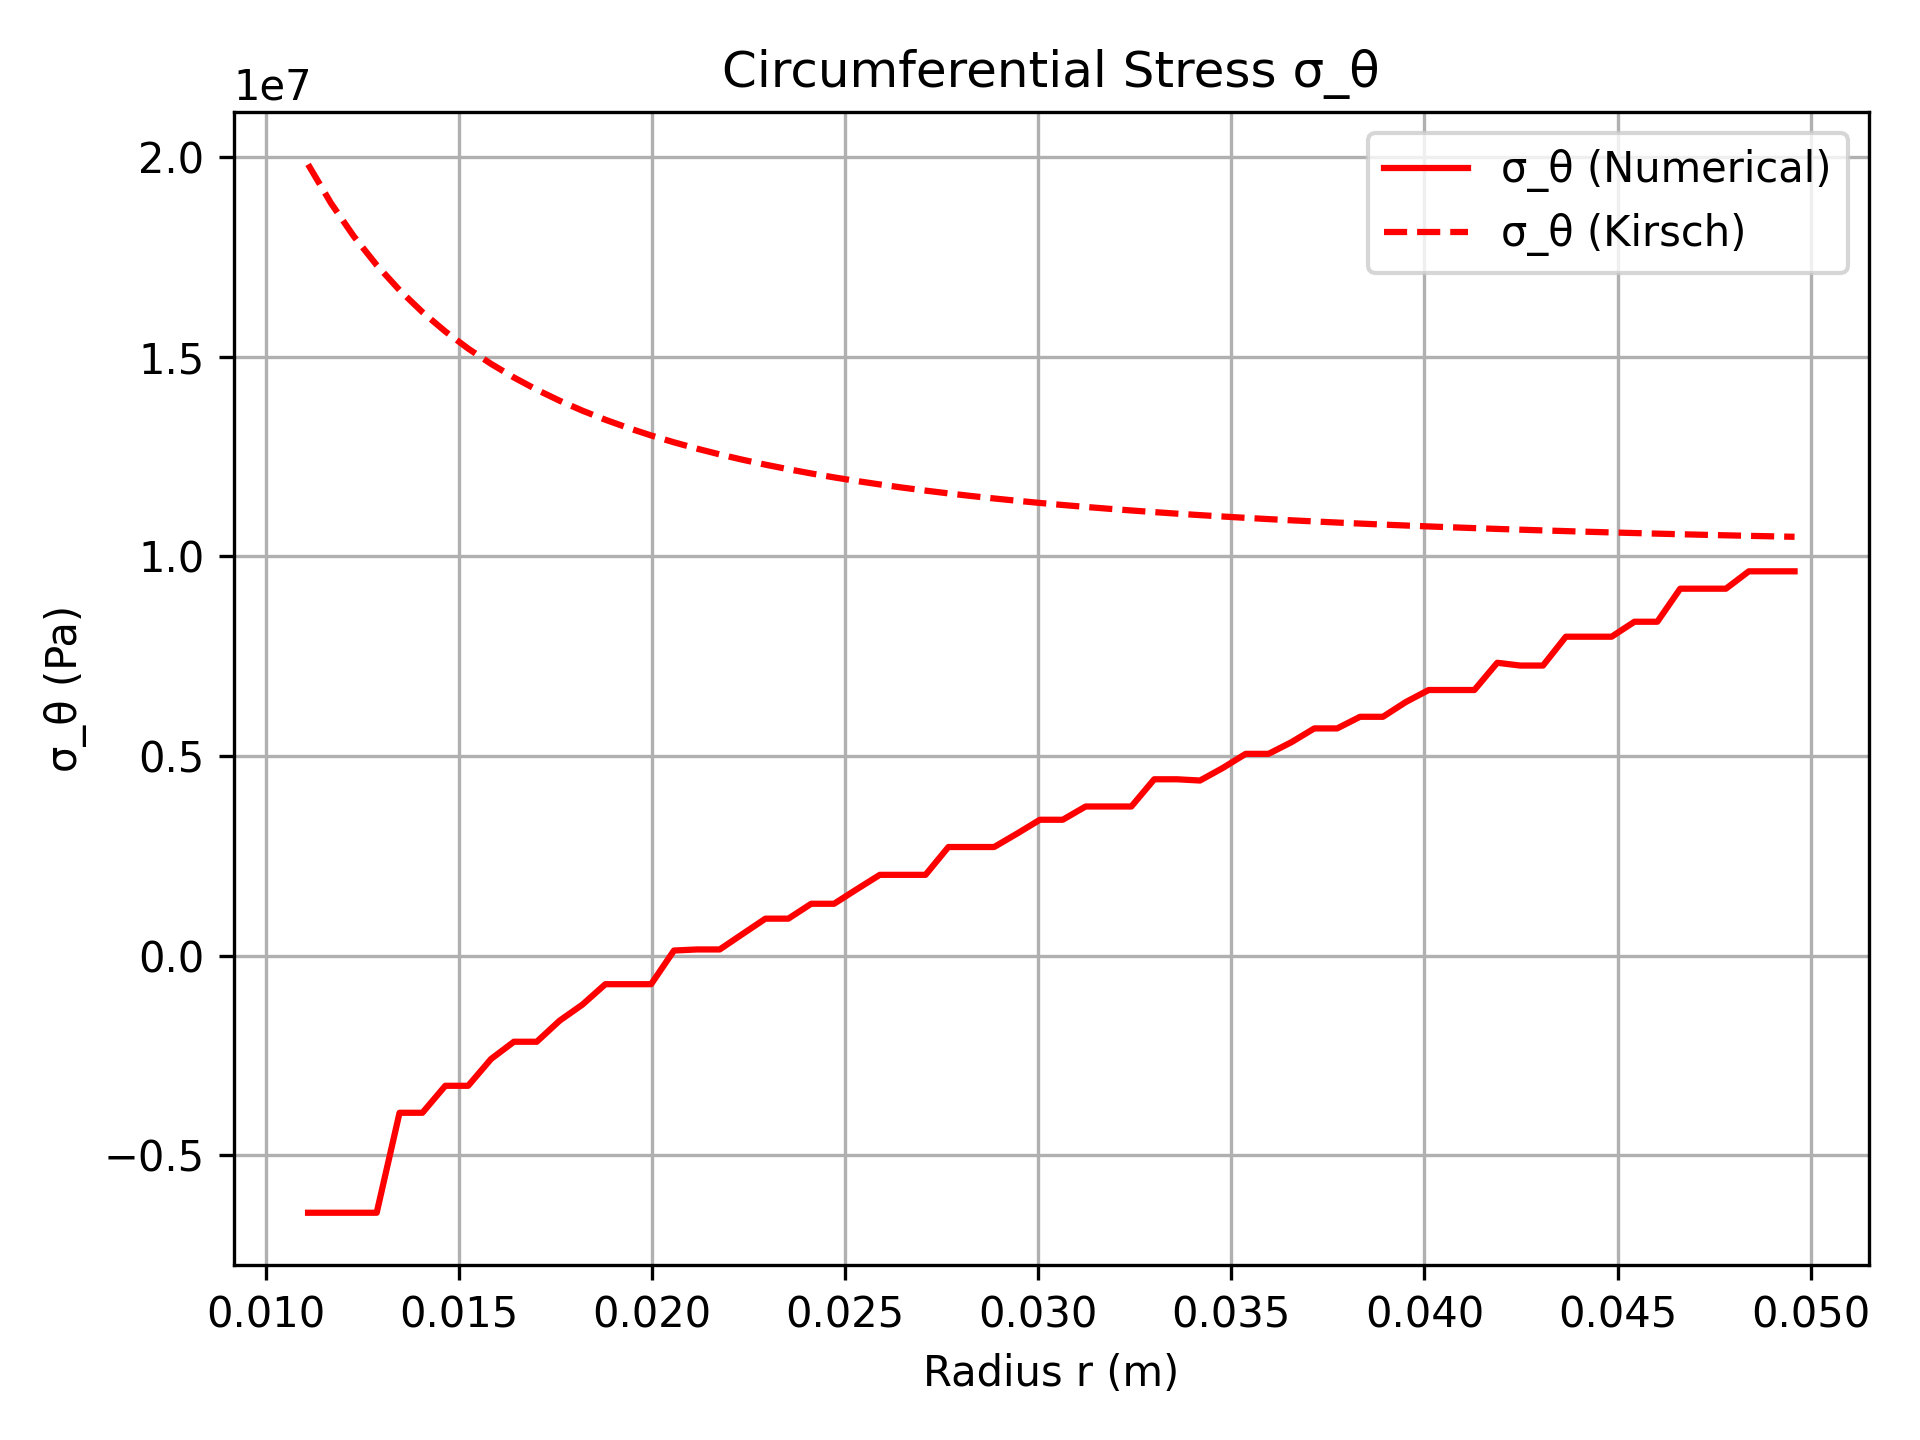 Circumferential Stress σ_θ
1e7
σ_θ (Numerical)
σ_θ (Kirsch)
2.0
1.5
1.0
0.5
0.0
−0.5
σ_θ (Pa)
0.010 0.015 0.020 0.025 0.030 0.035 0.040 0.045 0.050
Radius r (m)